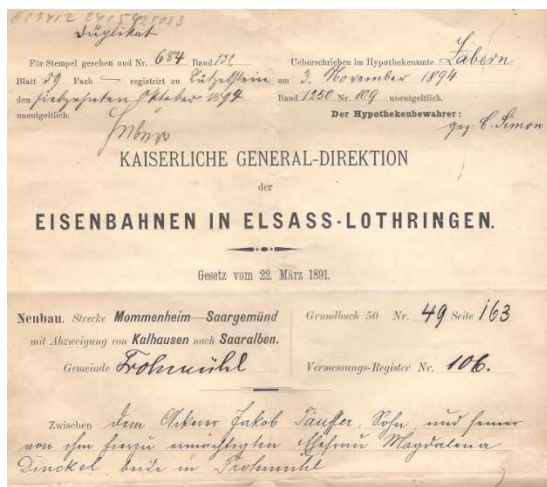 013412 2415425083
Duplikat
Für Stempel gesehen und Nr. 684 Band 132
Blatt 59 Fach — registrirt zu Lützelstein
den siebzehnten Oktober 1894
unentgeltlich.
Ueberschrieben im Hypothekenamte Zabern
am 3. November 1894
Band 1250 Nr. 109 unentgeltlich.
Der Hypothekenbewahrer:
gez. C. Simon
KAISERLICHE GENERAL-DIREKTION
der
EISENBAHNEN IN ELSASS-LOTHRINGEN.
Gesetz vom 22. März 1891.
Neubau. Strecke Mommenheim—Saargemünd
mit Abzweigung von Kalhausen nach Saaralben.
Gemeinde Frohmühl
Grundbuch 50 Nr. 49 Seite 163
Vermessungs-Register Nr. 106.
Zwischen dem Ackerer Jakob Tauffer, Sohn, und seiner
von ihm hierzu ermächtigten Ehefrau Magdalena
Dinckel, beide in Frohmühl